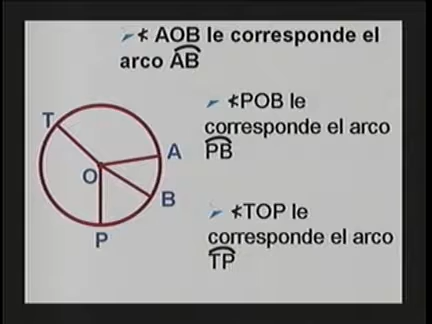 ∢ AOB le corresponde el
arco AB
∢POB le
corresponde el arco
PB
∢TOP le
corresponde el arco
TP
T
A
O
B
P